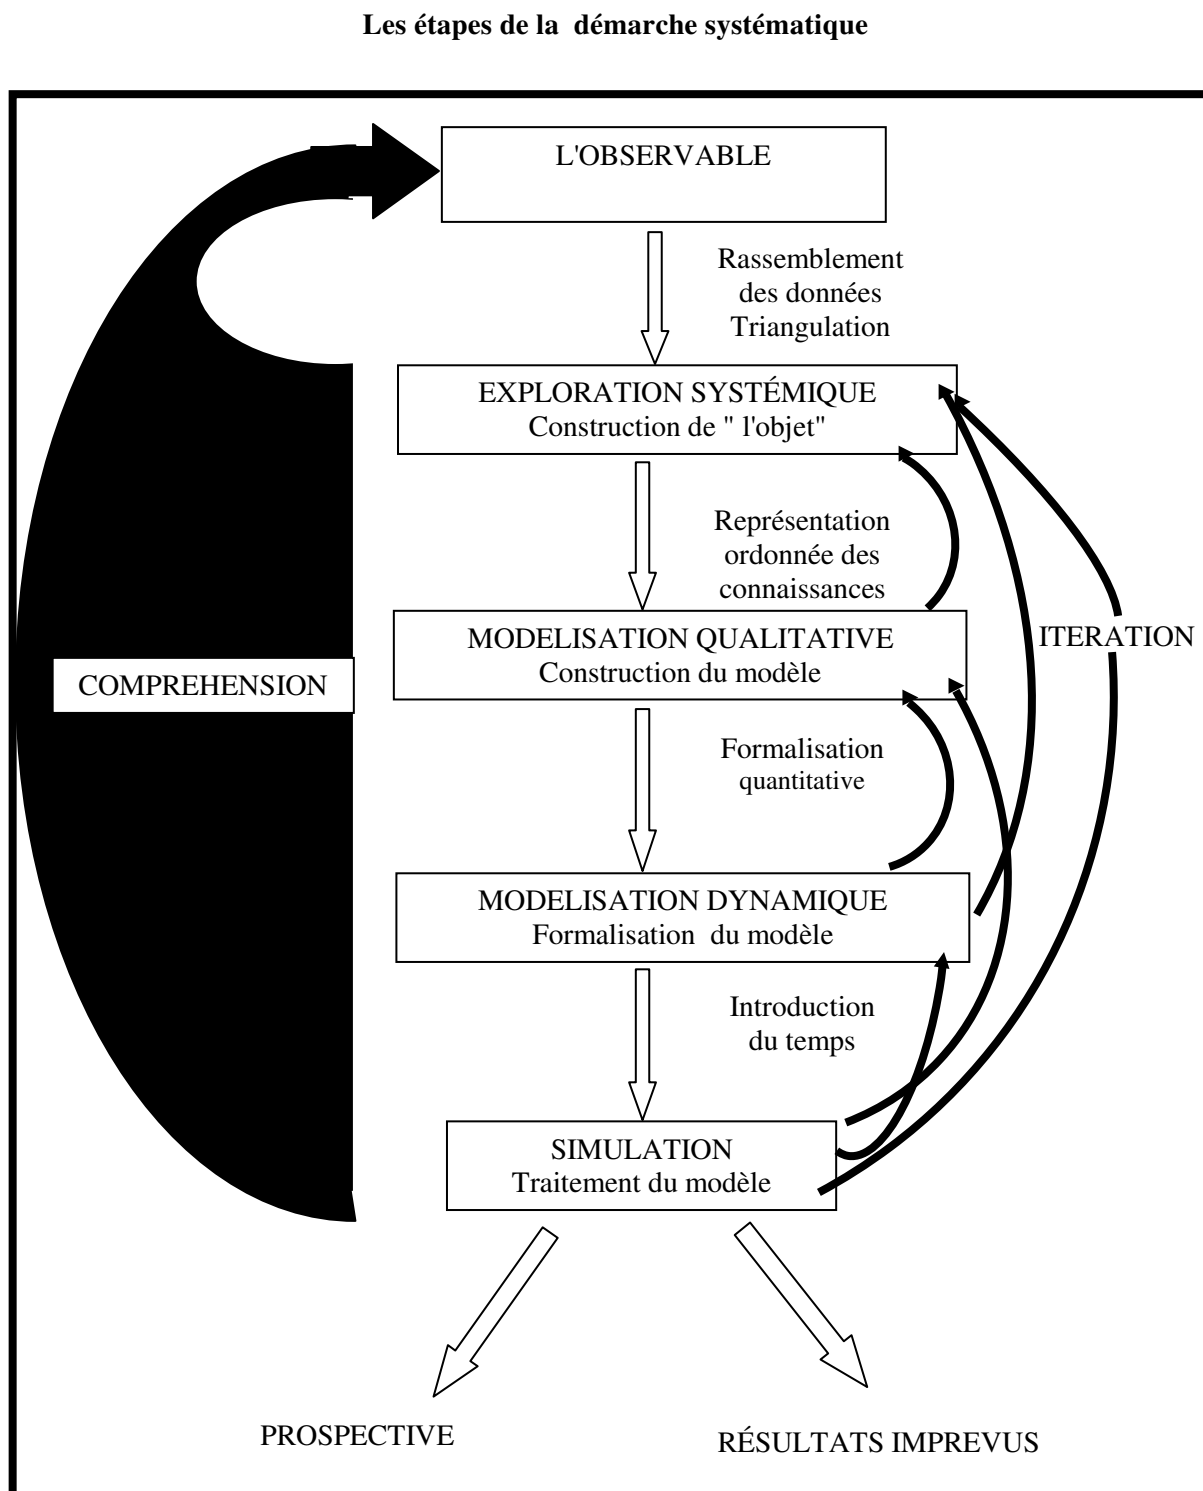 Les étapes de la démarche systématique
L'OBSERVABLE
Rassemblement
des données
Triangulation
EXPLORATION SYSTÉMIQUE
Construction de " l'objet"
Représentation
ordonnée des
connaissances
MODELISATION QUALITATIVE
Construction du modèle
ITERATION
COMPREHENSION
Formalisation
quantitative
MODELISATION DYNAMIQUE
Formalisation du modèle
Introduction
du temps
SIMULATION
Traitement du modèle
PROSPECTIVE
RÉSULTATS IMPREVUS